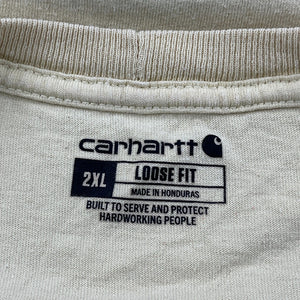 carhartt
2XL LOOSE FIT
MADE IN HONDURAS
BUILT TO SERVE AND PROTECT
HARDWORKING PEOPLE